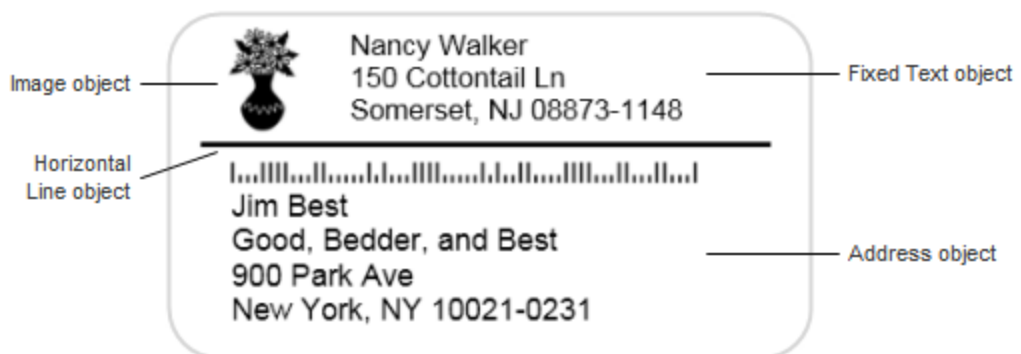 Image object
Nancy Walker
150 Cottontail Ln
Somerset, NJ 08873-1148
Fixed Text object
Horizontal
Line object
Jim Best
Good, Bedder, and Best
900 Park Ave
New York, NY 10021-0231
Address object